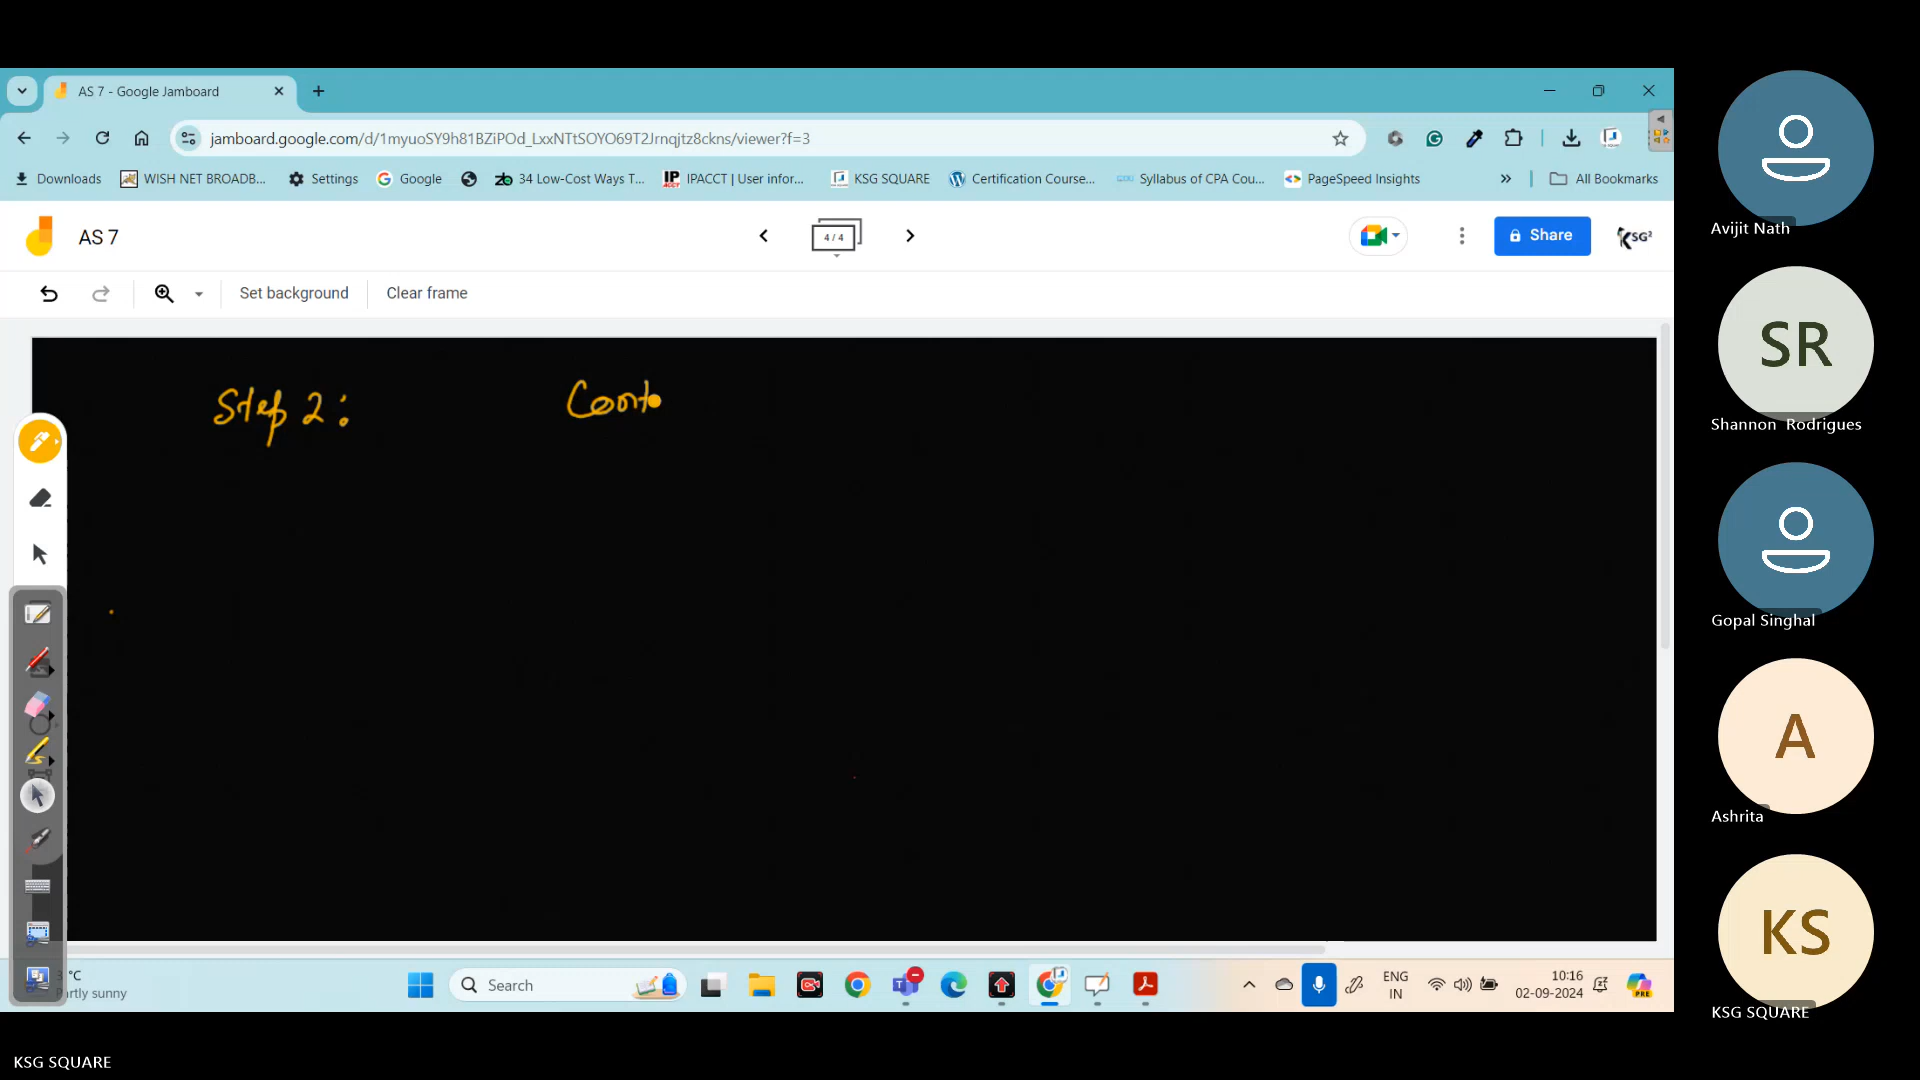 AS 7 - Google Jamboard
jamboard.google.com/d/1myuoSY9h81BZiPOd_LxxNTtSOYO69T2Jrnqjtz8ckns/viewer?f=3
Downloads WISH NET BROADB... Settings Google 34 Low-Cost Ways T... IPACCT | User infor... KSG SQUARE Certification Course... Syllabus of CPA Cou... PageSpeed Insights » All Bookmarks
AS 7 4 / 4 Share KSG²
Set background Clear frame
Step 2: Cont
Avijit Nath
SR
Shannon Rodrigues
Gopal Singhal
A
Ashrita
KS
KSG SQUARE
°C
Partly sunny
Search
ENG
IN
10:16
02-09-2024
KSG SQUARE